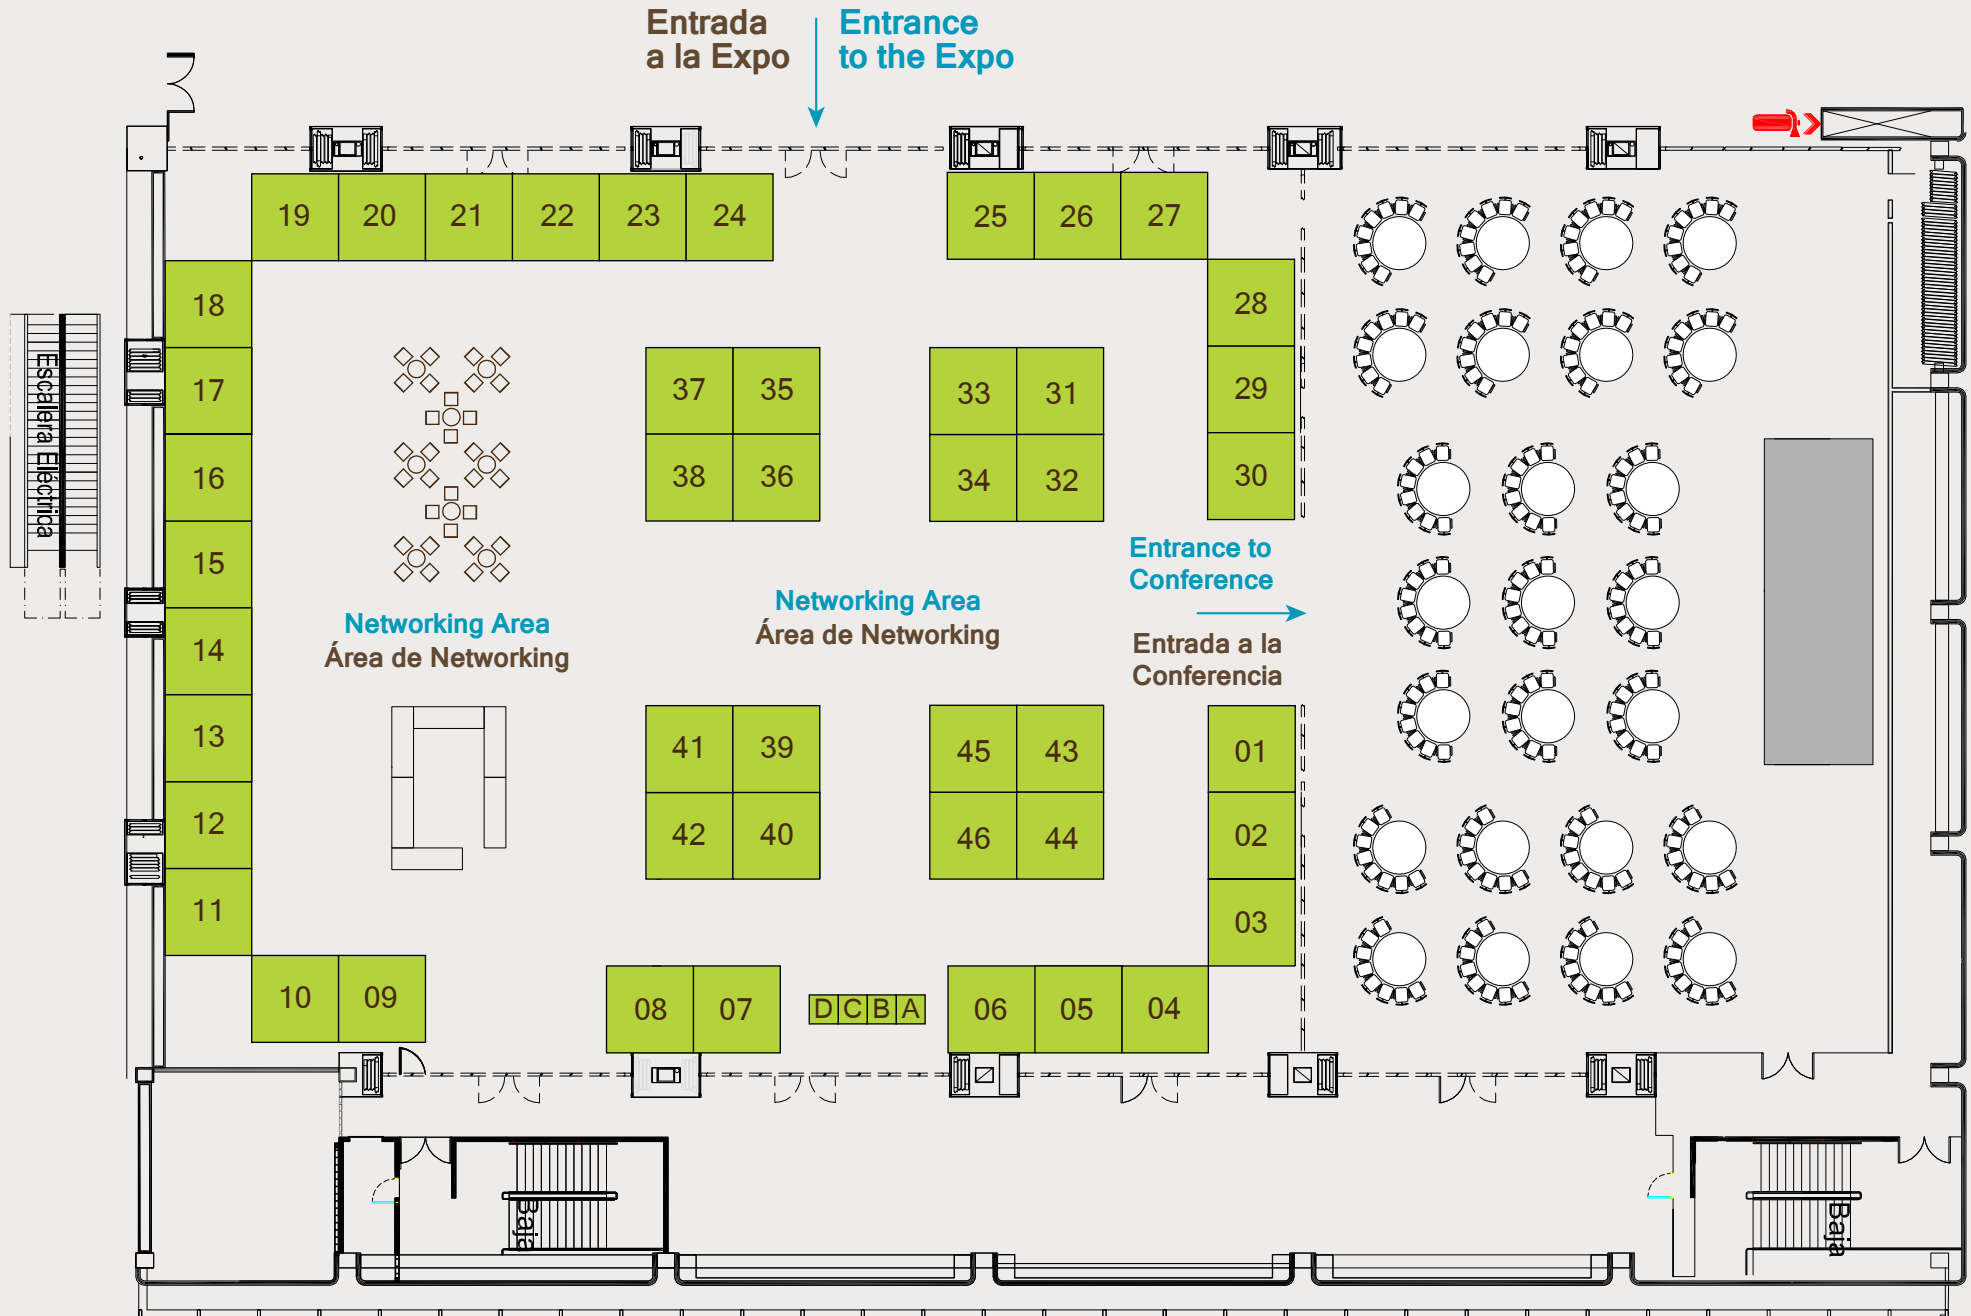 Entrada
a la Expo
Entrance
to the Expo
19 20 21 22 23 24
25 26 27
18
28
17
37 35
33 31
29
16
38 36
34 32
30
Escalera Eléctrica
15
Entrance to
Conference
Networking Area
Área de Networking
Networking Area
Área de Networking
14
Entrada a la
Conferencia
13
41 39
45 43
01
12
42 40
46 44
02
11
03
10 09
08 07
D C B A
06 05 04
Baja
Baja